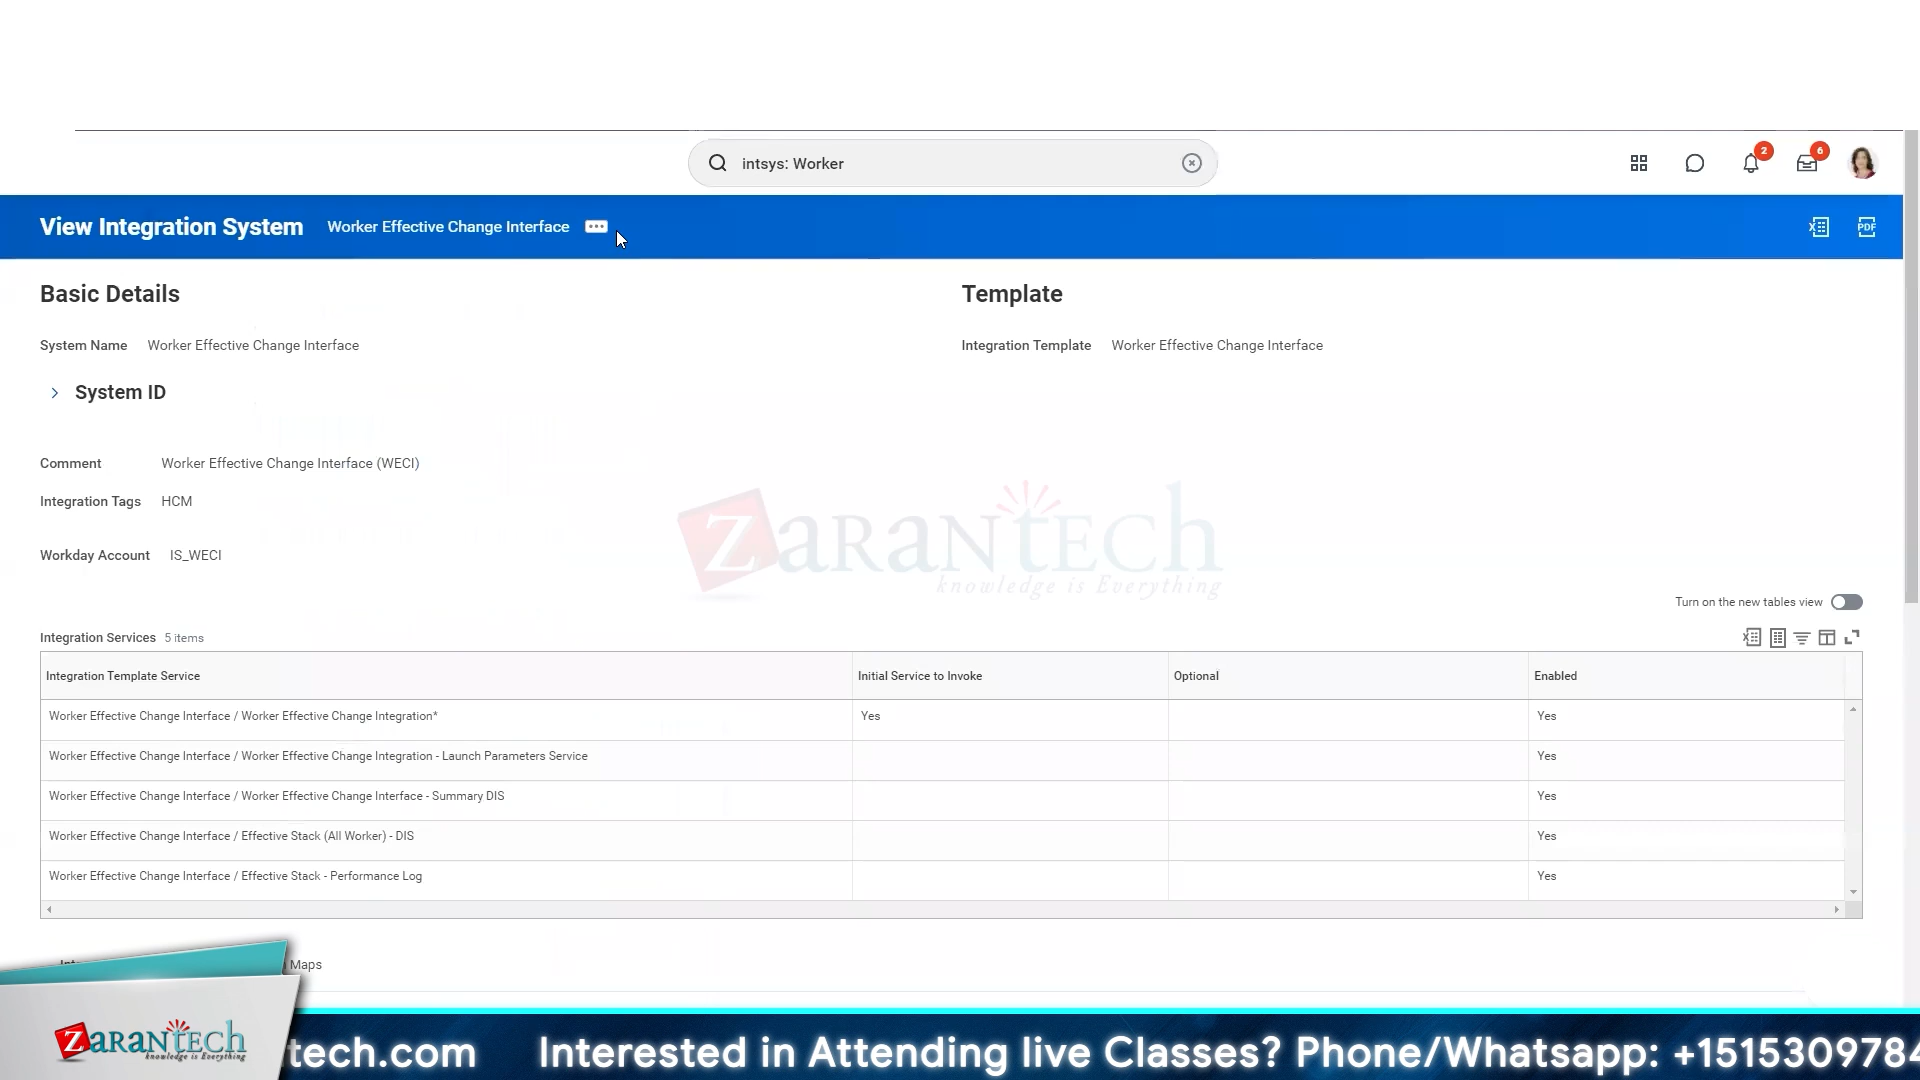 intsys: Worker
2
6
View Integration System Worker Effective Change Interface
PDF
Basic Details
Template
System Name Worker Effective Change Interface
Integration Template Worker Effective Change Interface
System ID
Comment Worker Effective Change Interface (WECI)
Integration Tags HCM
ZaranTech
knowledge is Everything
Workday Account IS_WECI
Turn on the new tables view
Integration Services 5 items
Integration Template Service Initial Service to Invoke Optional Enabled
Worker Effective Change Interface / Worker Effective Change Integration* Yes Yes
Worker Effective Change Interface / Worker Effective Change Integration - Launch Parameters Service Yes
Worker Effective Change Interface / Worker Effective Change Interface - Summary DIS Yes
Worker Effective Change Interface / Effective Stack (All Worker) - DIS Yes
Worker Effective Change Interface / Effective Stack - Performance Log Yes
Maps
ZaranTech
knowledge is Everything
tech.com Interested in Attending live Classes? Phone/Whatsapp: +1515309784